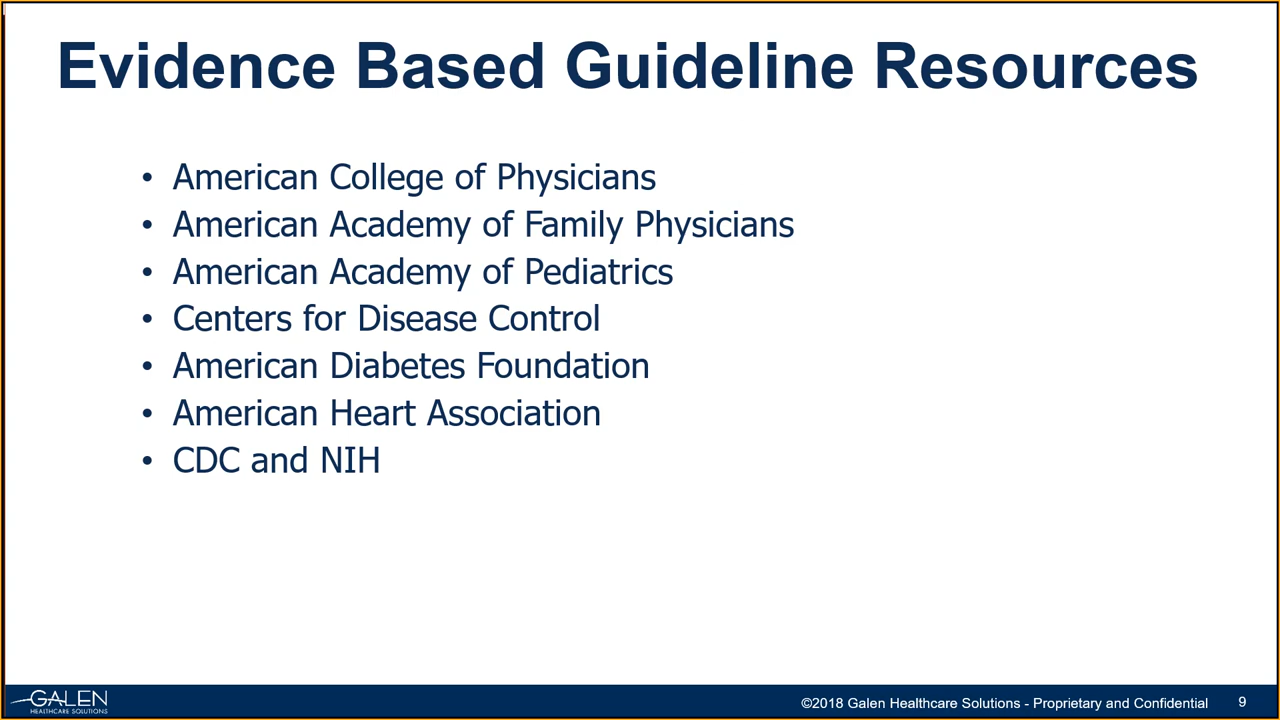 Evidence Based Guideline Resources
• American College of Physicians
• American Academy of Family Physicians
• American Academy of Pediatrics
• Centers for Disease Control
• American Diabetes Foundation
• American Heart Association
• CDC and NIH
GALEN
HEALTHCARE SOLUTIONS
©2018 Galen Healthcare Solutions - Proprietary and Confidential 9